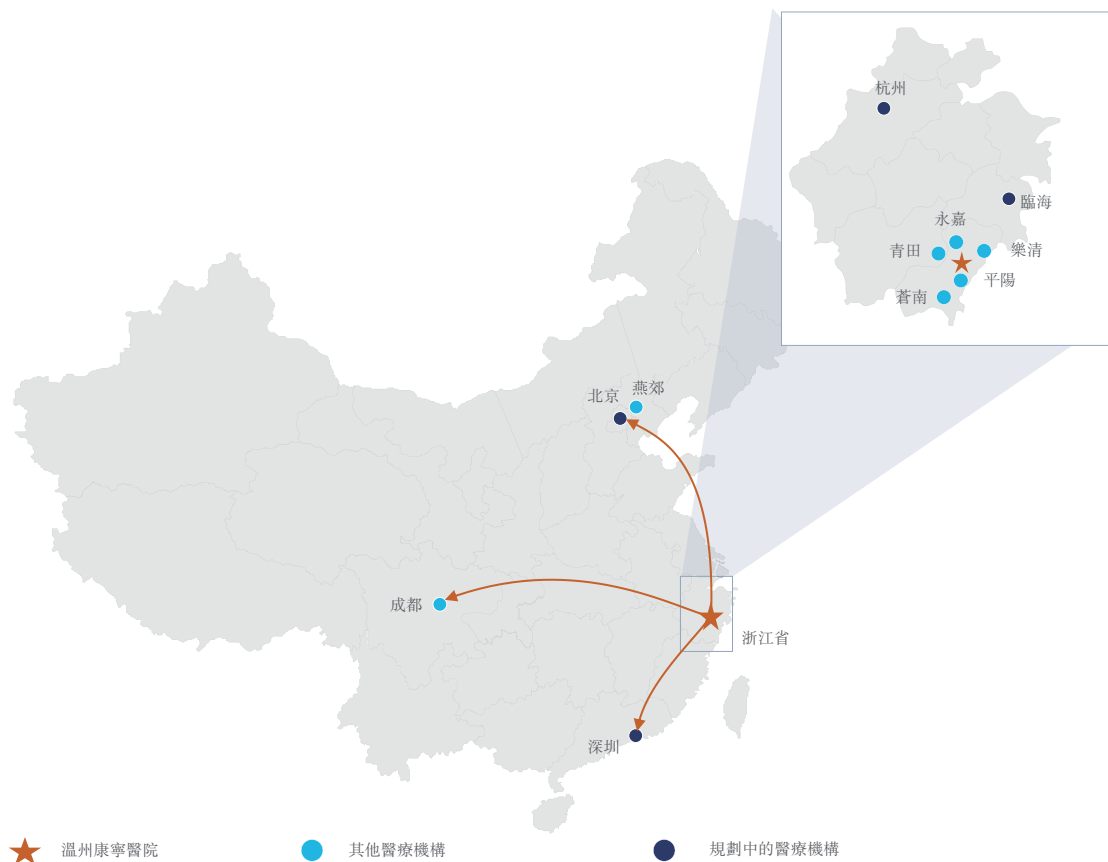 杭州
臨海
永嘉
青田
樂清
平陽
蒼南
北京
燕郊
成都
浙江省
深圳
溫州康寧醫院
其他醫療機構
規劃中的醫療機構